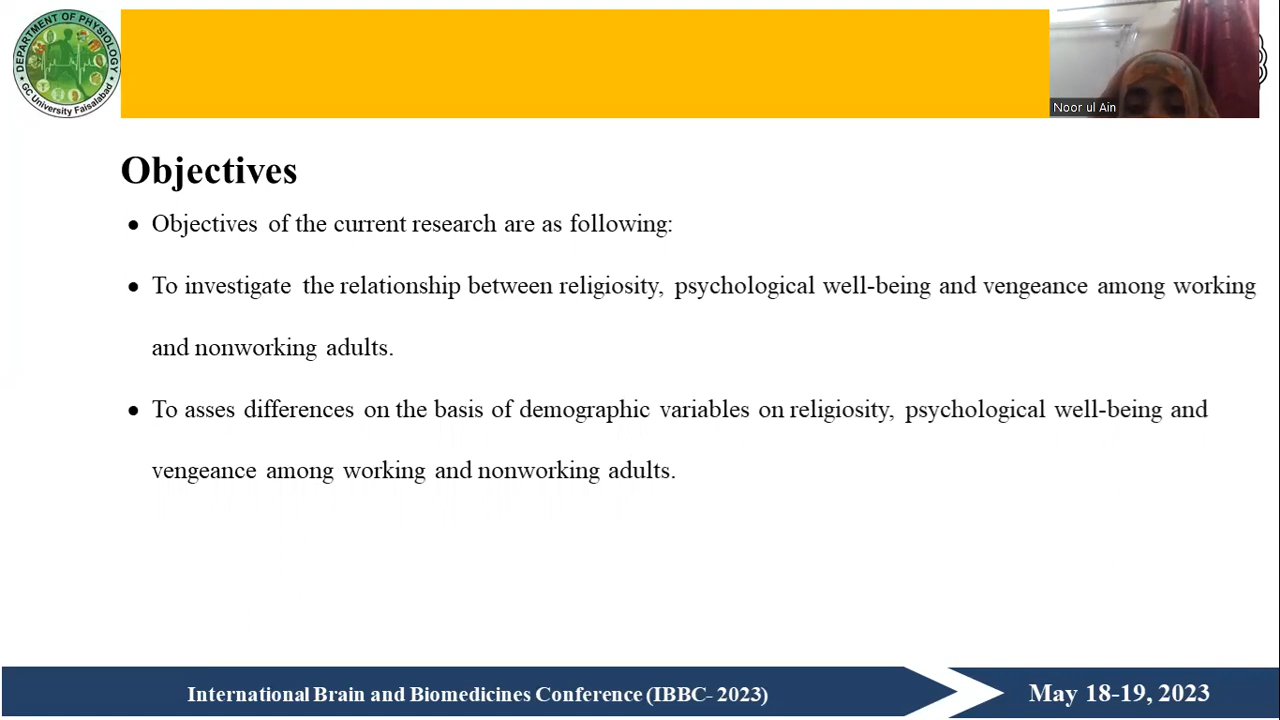 DEPARTMENT OF PHYSIOLOGY
GC University Faisalabad
Noor ul Ain
Objectives
● Objectives of the current research are as following:
● To investigate the relationship between religiosity, psychological well-being and vengeance among working
and nonworking adults.
● To asses differences on the basis of demographic variables on religiosity, psychological well-being and
vengeance among working and nonworking adults.
International Brain and Biomedicines Conference (IBBC- 2023)
May 18-19, 2023